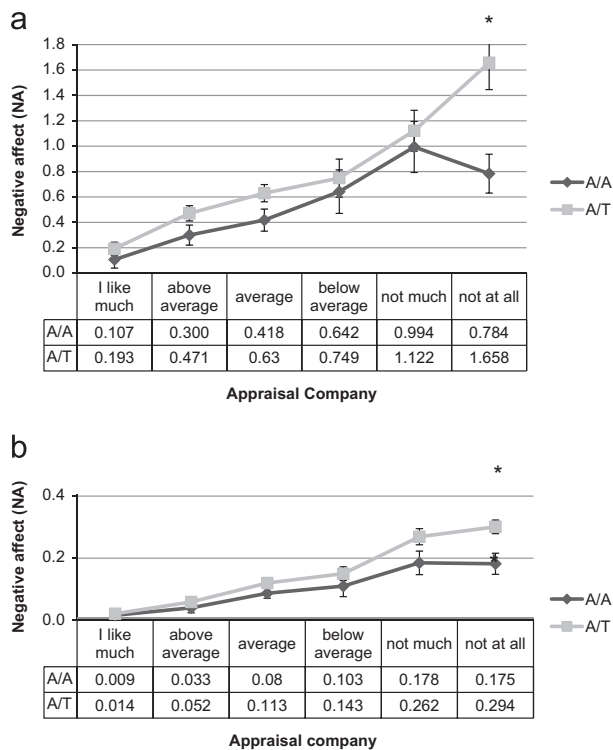 a
*
1.8
1.6
1.4
1.2
1.0
0.8
0.6
0.4
0.2
0.0
Negative affect (NA)
A/A
A/T
I like much above average average below average not much not at all
A/A 0.107 0.300 0.418 0.642 0.994 0.784
A/T 0.193 0.471 0.63 0.749 1.122 1.658
Appraisal Company
b
*
0.4
0.2
0.0
Negative affect (NA)
*
A/A
A/T
I like much above average average below average not much not at all
A/A 0.009 0.033 0.08 0.103 0.178 0.175
A/T 0.014 0.052 0.113 0.143 0.262 0.294
Appraisal company